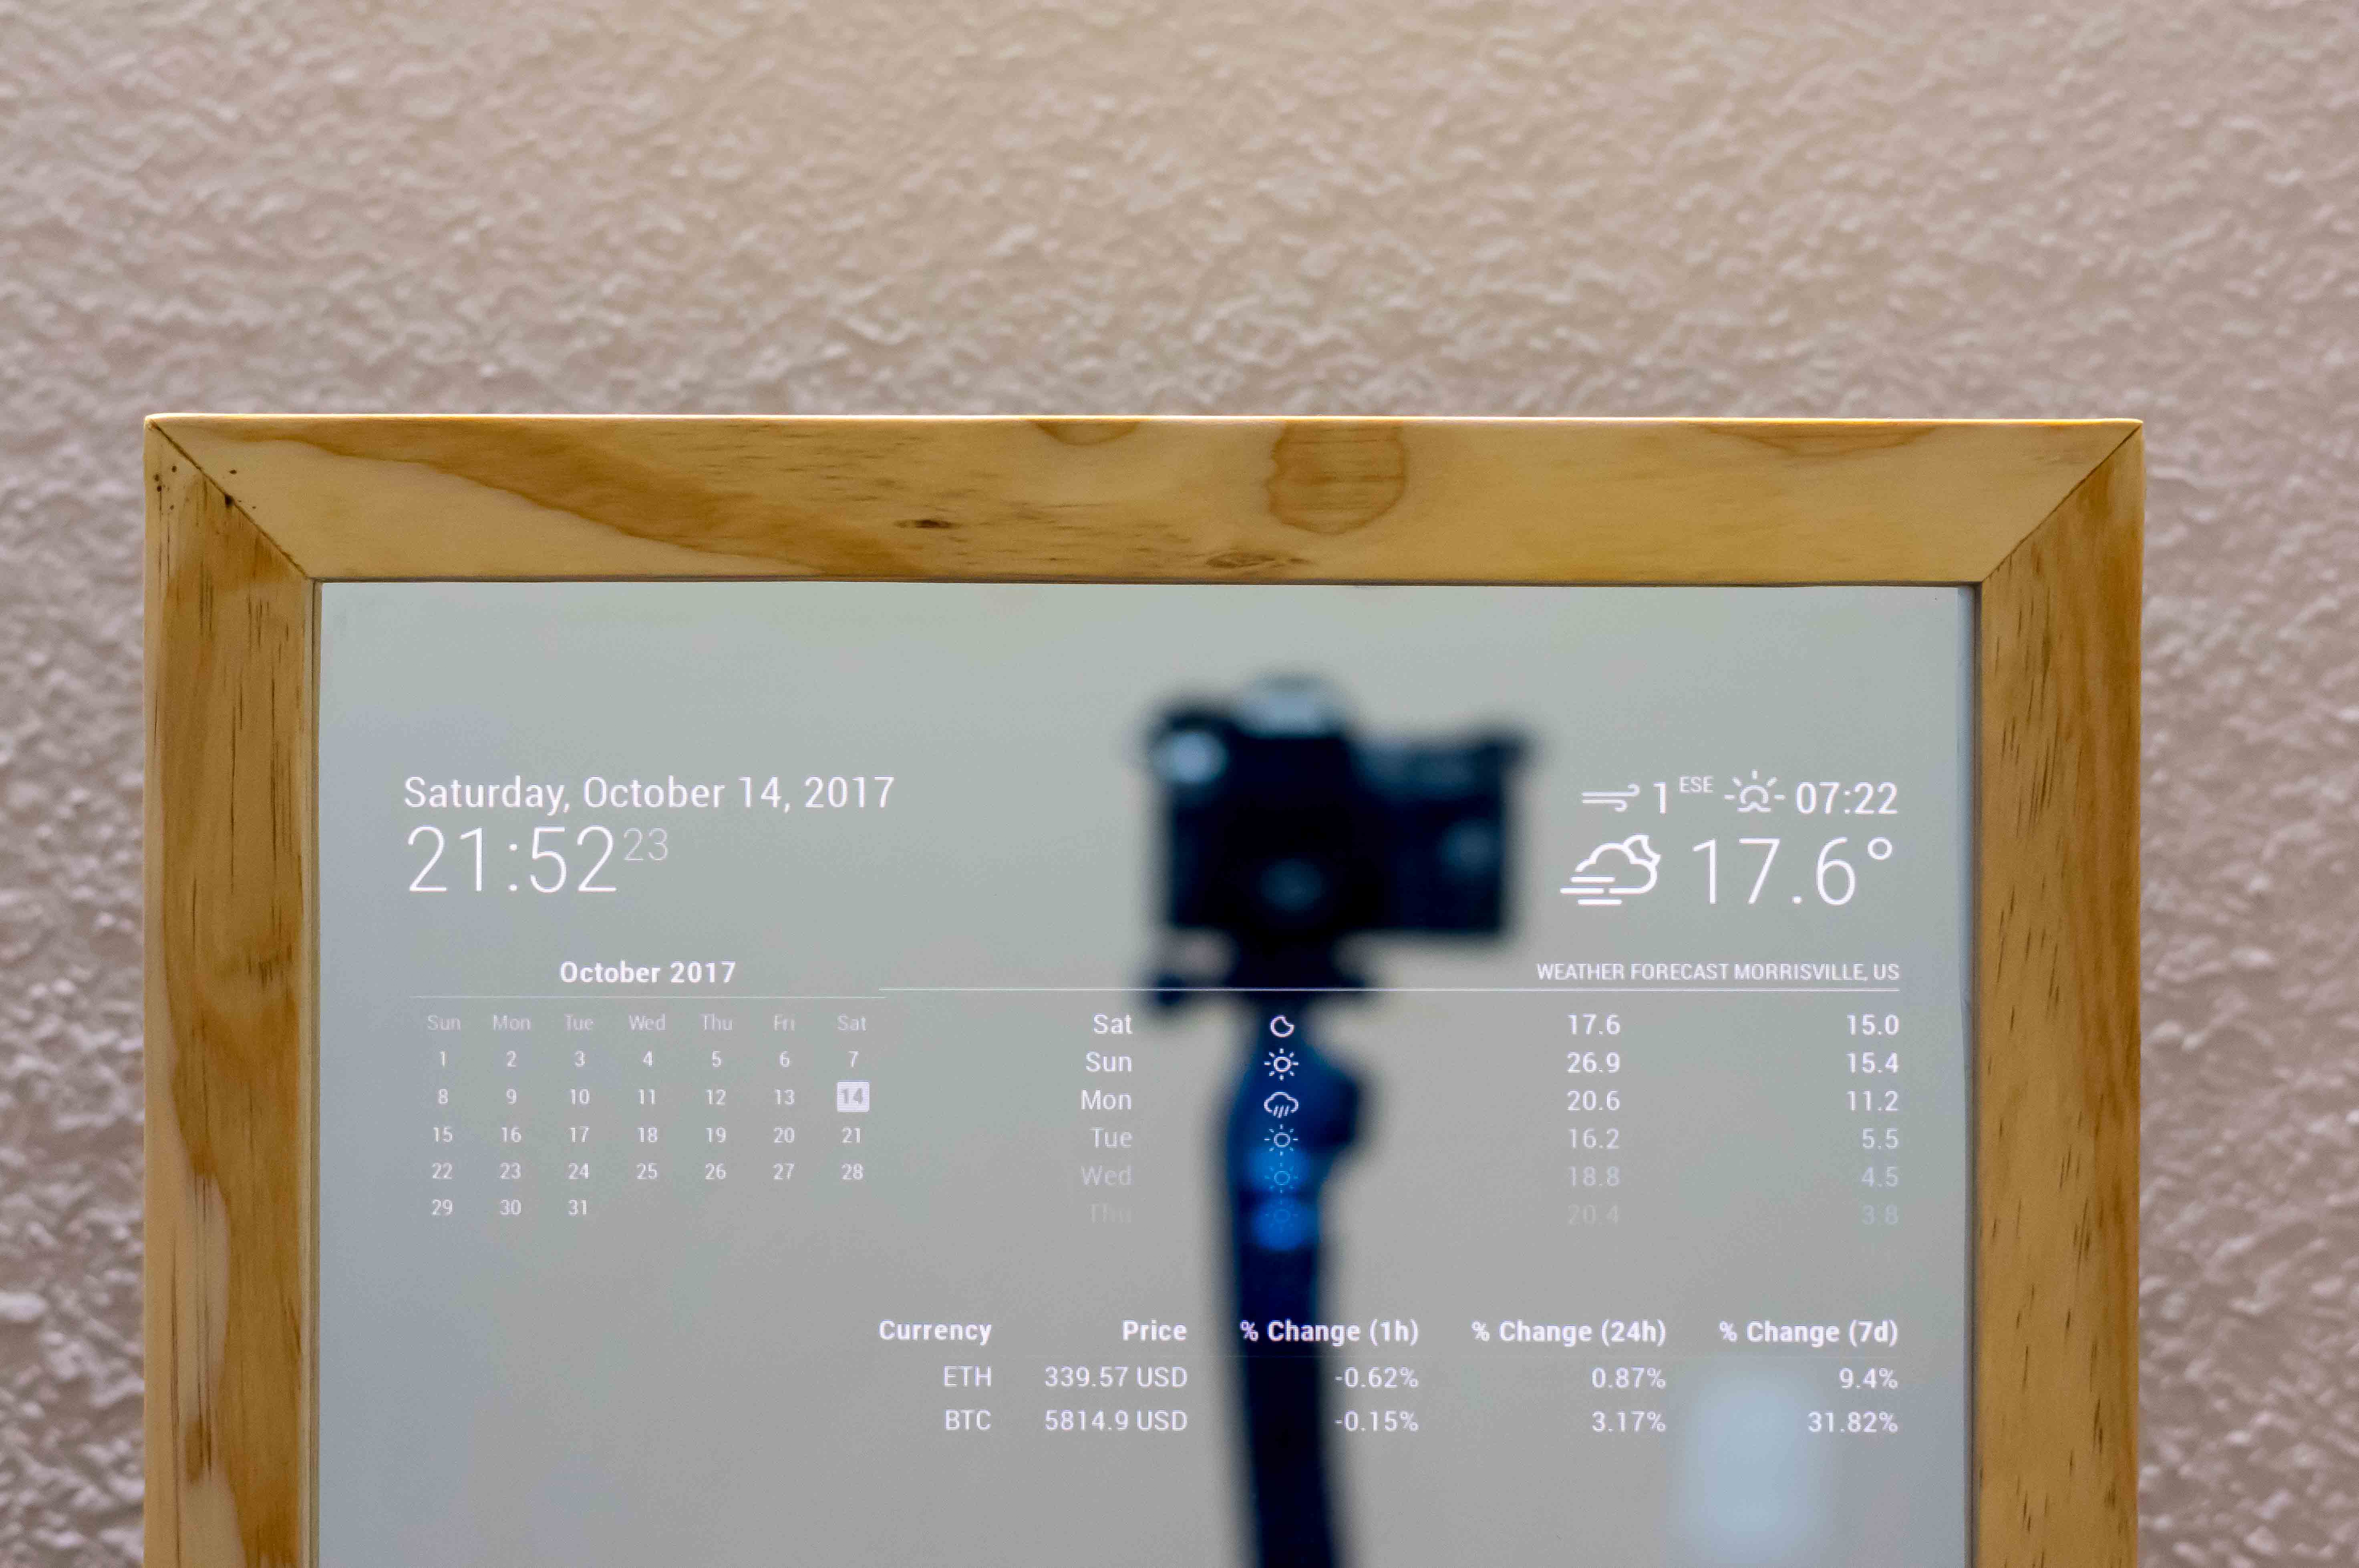 Saturday, October 14, 2017
21:52 23
1 ESE 07:22
17.6°
October 2017
Sun Mon Tue Wed Thu Fri Sat
1 2 3 4 5 6 7
8 9 10 11 12 13 14
15 16 17 18 19 20 21
22 23 24 25 26 27 28
29 30 31
WEATHER FORECAST MORRISVILLE, US
Sat 17.6 15.0
Sun 26.9 15.4
Mon 20.6 11.2
Tue 16.2 5.5
Wed 18.8 4.5
Thu 20.4 3.8
Currency Price % Change (1h) % Change (24h) % Change (7d)
ETH 339.57 USD -0.62% 0.87% 9.4%
BTC 5814.9 USD -0.15% 3.17% 31.82%